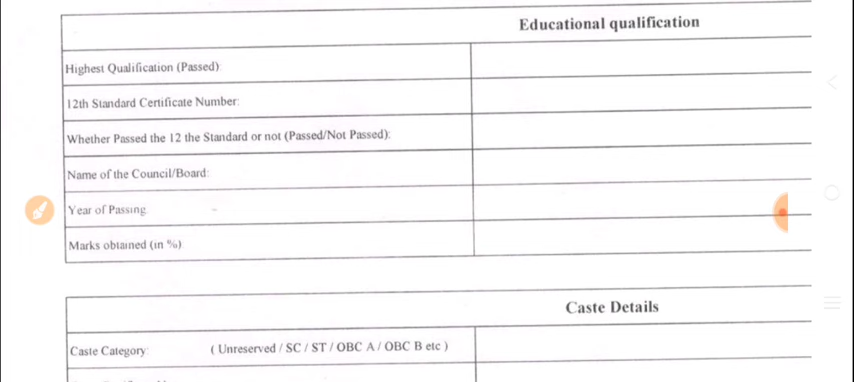 Educational qualification
Highest Qualification (Passed)
12th Standard Certificate Number:
Whether Passed the 12 the Standard or not (Passed/Not Passed):
Name of the Council/Board:
Year of Passing
Marks obtained (in %)
Caste Details
Caste Category: ( Unreserved / SC / ST / OBC A / OBC B etc )